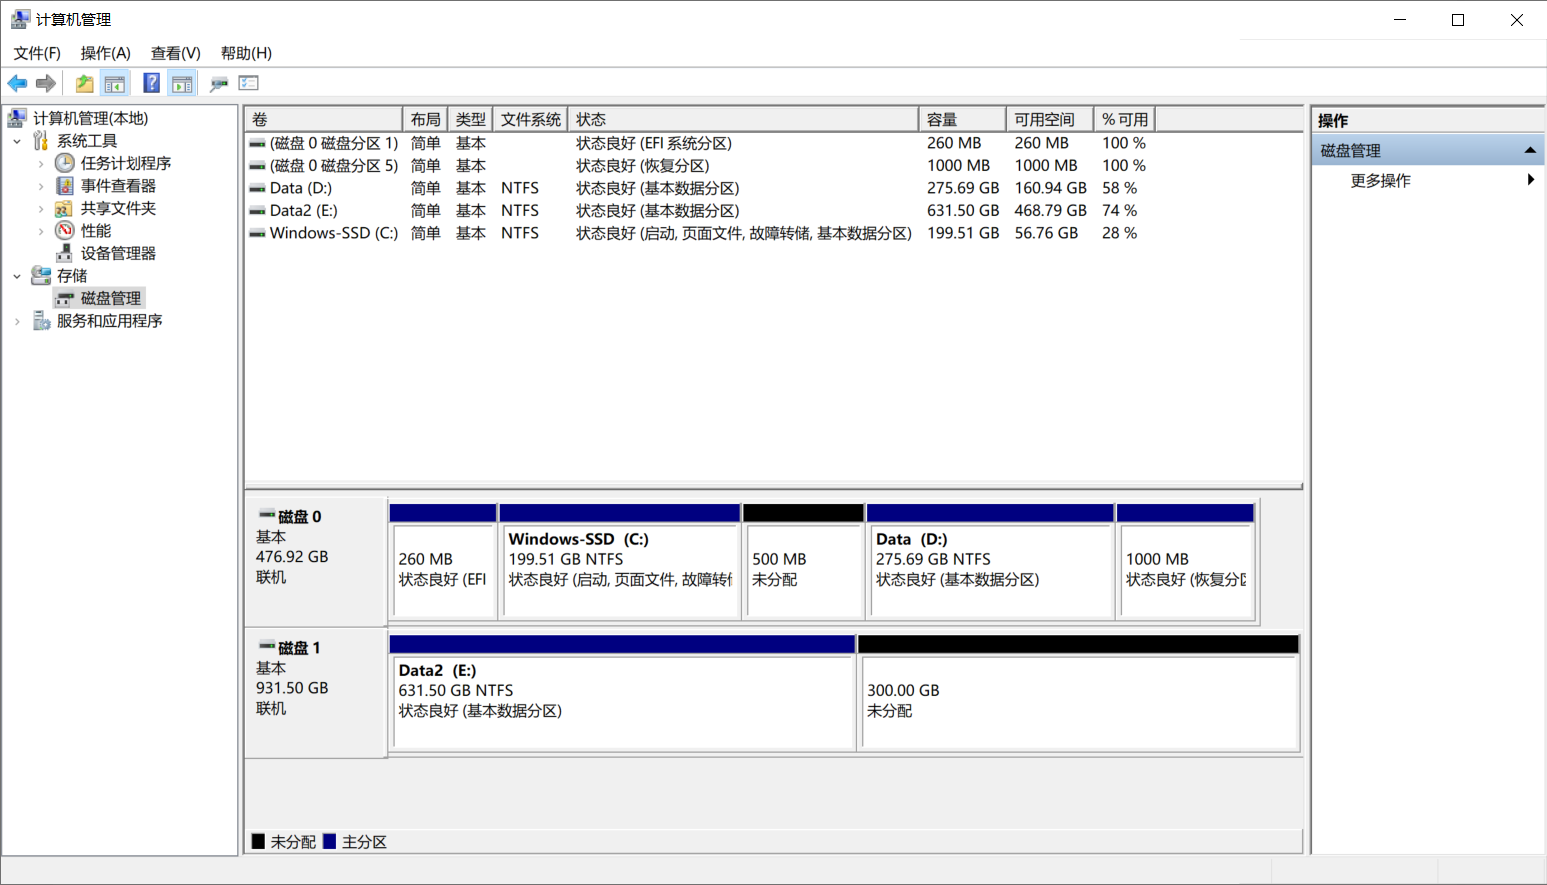 计算机管理
文件(F) 操作(A) 查看(V) 帮助(H)
计算机管理(本地)
系统工具
任务计划程序
事件查看器
共享文件夹
性能
设备管理器
存储
磁盘管理
服务和应用程序
卷 布局 类型 文件系统 状态 容量 可用空间 % 可用
(磁盘 0 磁盘分区 1) 简单 基本 状态良好 (EFI 系统分区) 260 MB 260 MB 100 %
(磁盘 0 磁盘分区 5) 简单 基本 状态良好 (恢复分区) 1000 MB 1000 MB 100 %
Data (D:) 简单 基本 NTFS 状态良好 (基本数据分区) 275.69 GB 160.94 GB 58 %
Data2 (E:) 简单 基本 NTFS 状态良好 (基本数据分区) 631.50 GB 468.79 GB 74 %
Windows-SSD (C:) 简单 基本 NTFS 状态良好 (启动, 页面文件, 故障转储, 基本数据分区) 199.51 GB 56.76 GB 28 %
磁盘 0
基本
476.92 GB
联机
260 MB
状态良好 (EFI
Windows-SSD (C:)
199.51 GB NTFS
状态良好 (启动, 页面文件, 故障转
500 MB
未分配
Data (D:)
275.69 GB NTFS
状态良好 (基本数据分区)
1000 MB
状态良好 (恢复分区
磁盘 1
基本
931.50 GB
联机
Data2 (E:)
631.50 GB NTFS
状态良好 (基本数据分区)
300.00 GB
未分配
未分配 主分区
操作
磁盘管理
更多操作